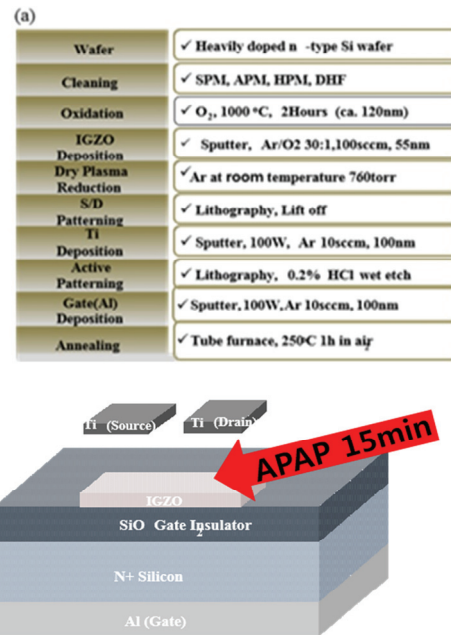 (a)
Wafer ✓ Heavily doped n -type Si wafer
Cleaning ✓ SPM, APM, HPM, DHF
Oxidation ✓ O₂, 1000 °C, 2Hours (ca. 120nm)
IGZO
Deposition ✓ Sputter, Ar/O2 30:1,100sccm, 55nm
Dry Plasma
Reduction ✓Ar at room temperature 760torr
S/D
Patterning ✓ Lithography, Lift off
Ti
Deposition ✓ Sputter, 100W, Ar 10sccm, 100nm
Active
Patterning ✓ Lithography, 0.2% HCl wet etch
Gate(Al)
Deposition ✓ Sputter,100W,Ar 10sccm, 100nm
Annealing ✓ Tube furnace, 250°C 1h in air
Ti (Source) Ti (Drain)
APAP 15min
IGZO
SiO₂ Gate Insulator
N+ Silicon
Al (Gate)